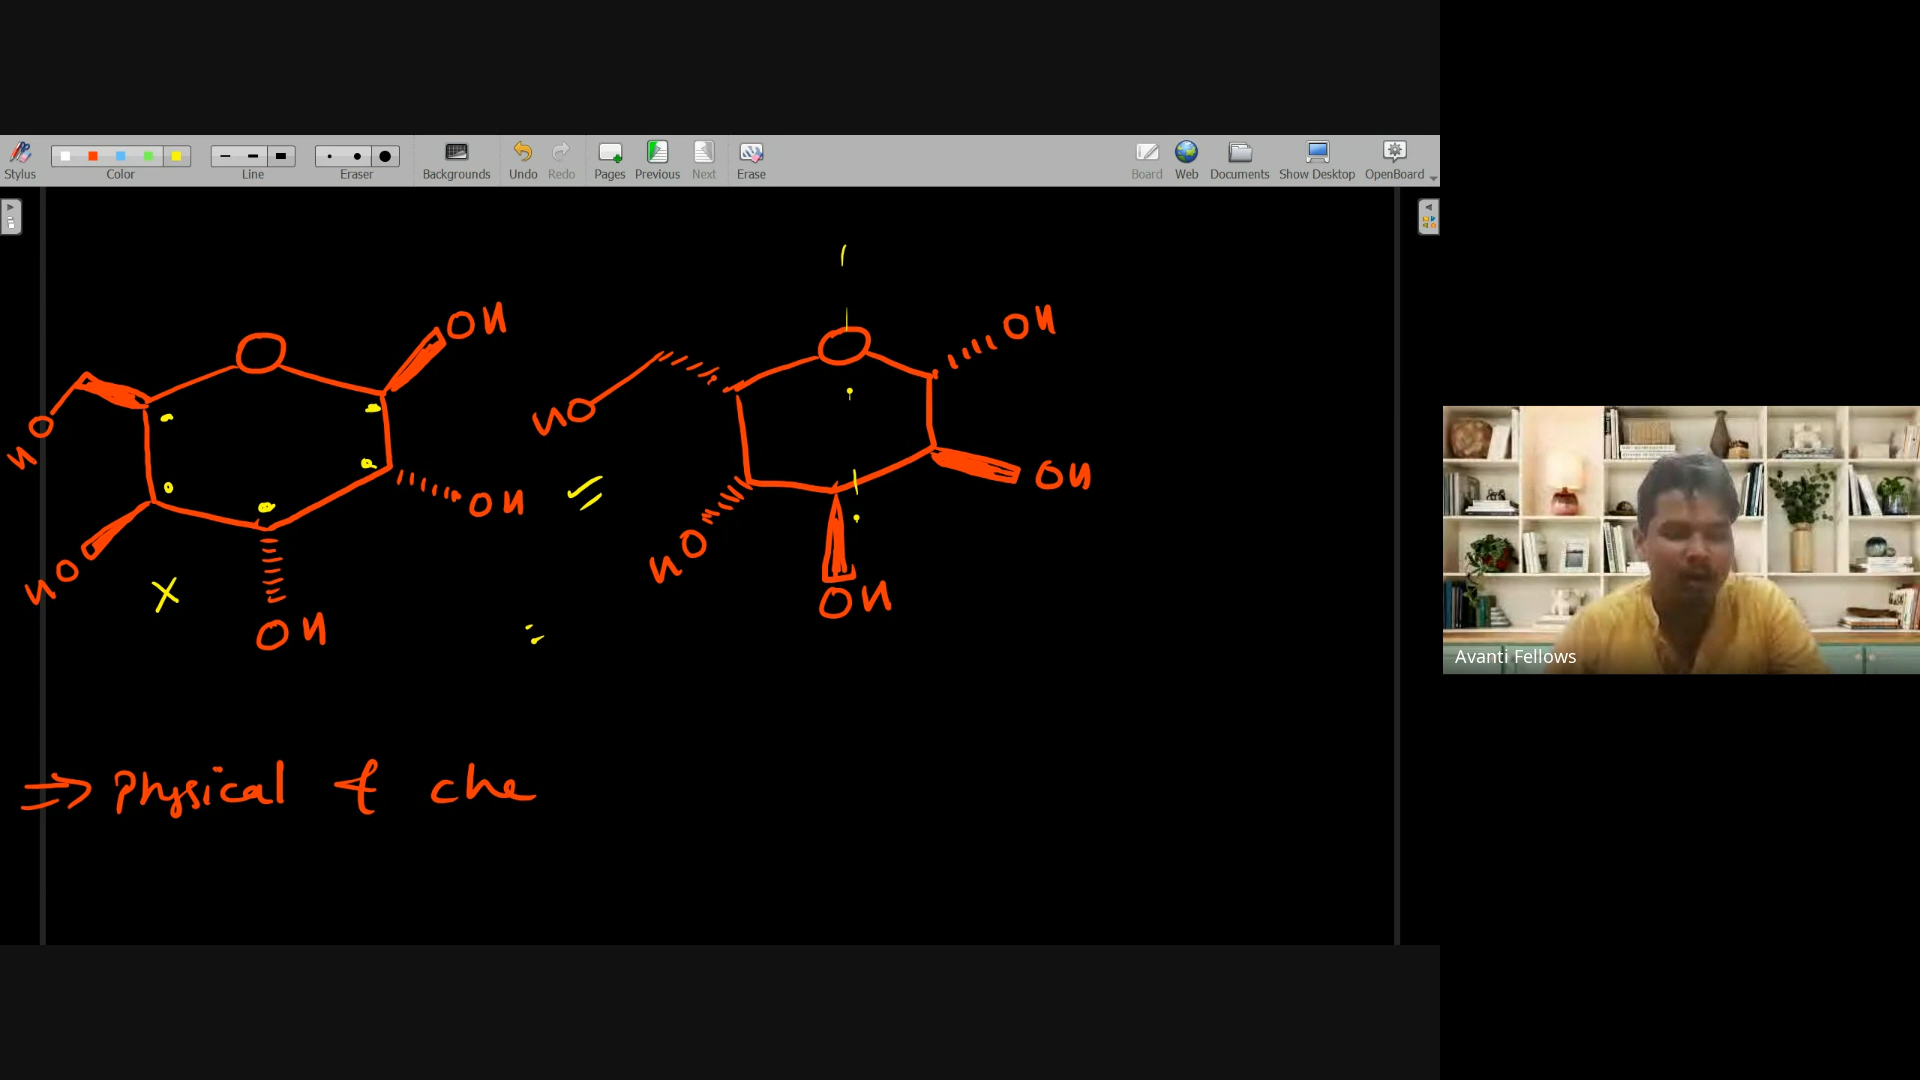 Stylus Color Line Eraser Backgrounds Undo Redo Pages Previous Next Erase Board Web Documents Show Desktop OpenBoard
O OH HO OH HO OH
O OH HO OH HO OH
⇒ Physical & che
Avanti Fellows